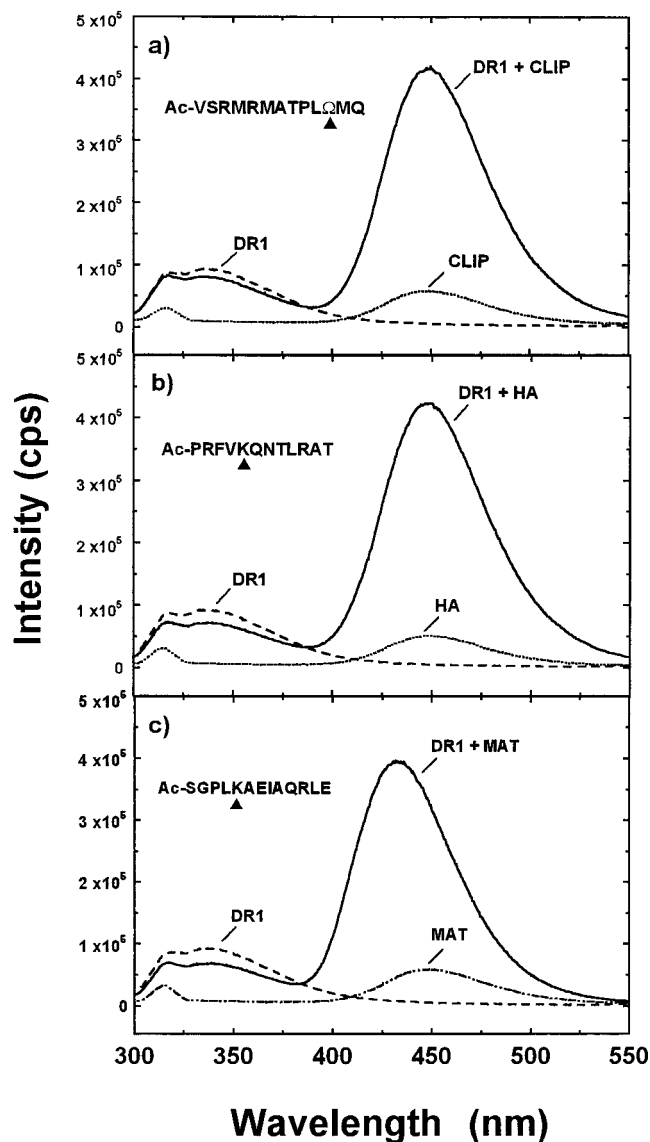 Intensity (cps)
a)
5 x10⁵
4 x10⁵
3 x10⁵
2 x10⁵
1 x10⁵
0
Ac-VSRMRMATPLΩMQ
▲
DR1 + CLIP
DR1
CLIP
b)
5 x10⁵
4 x10⁵
3 x10⁵
2 x10⁵
1 x10⁵
0
Ac-PRFVKQNTLRAT
▲
DR1 + HA
DR1
HA
c)
5 x10⁵
4 x10⁵
3 x10⁵
2 x10⁵
1 x10⁵
0
Ac-SGPLKAEIAQRLE
▲
DR1 + MAT
DR1
MAT
300 350 400 450 500 550
Wavelength (nm)